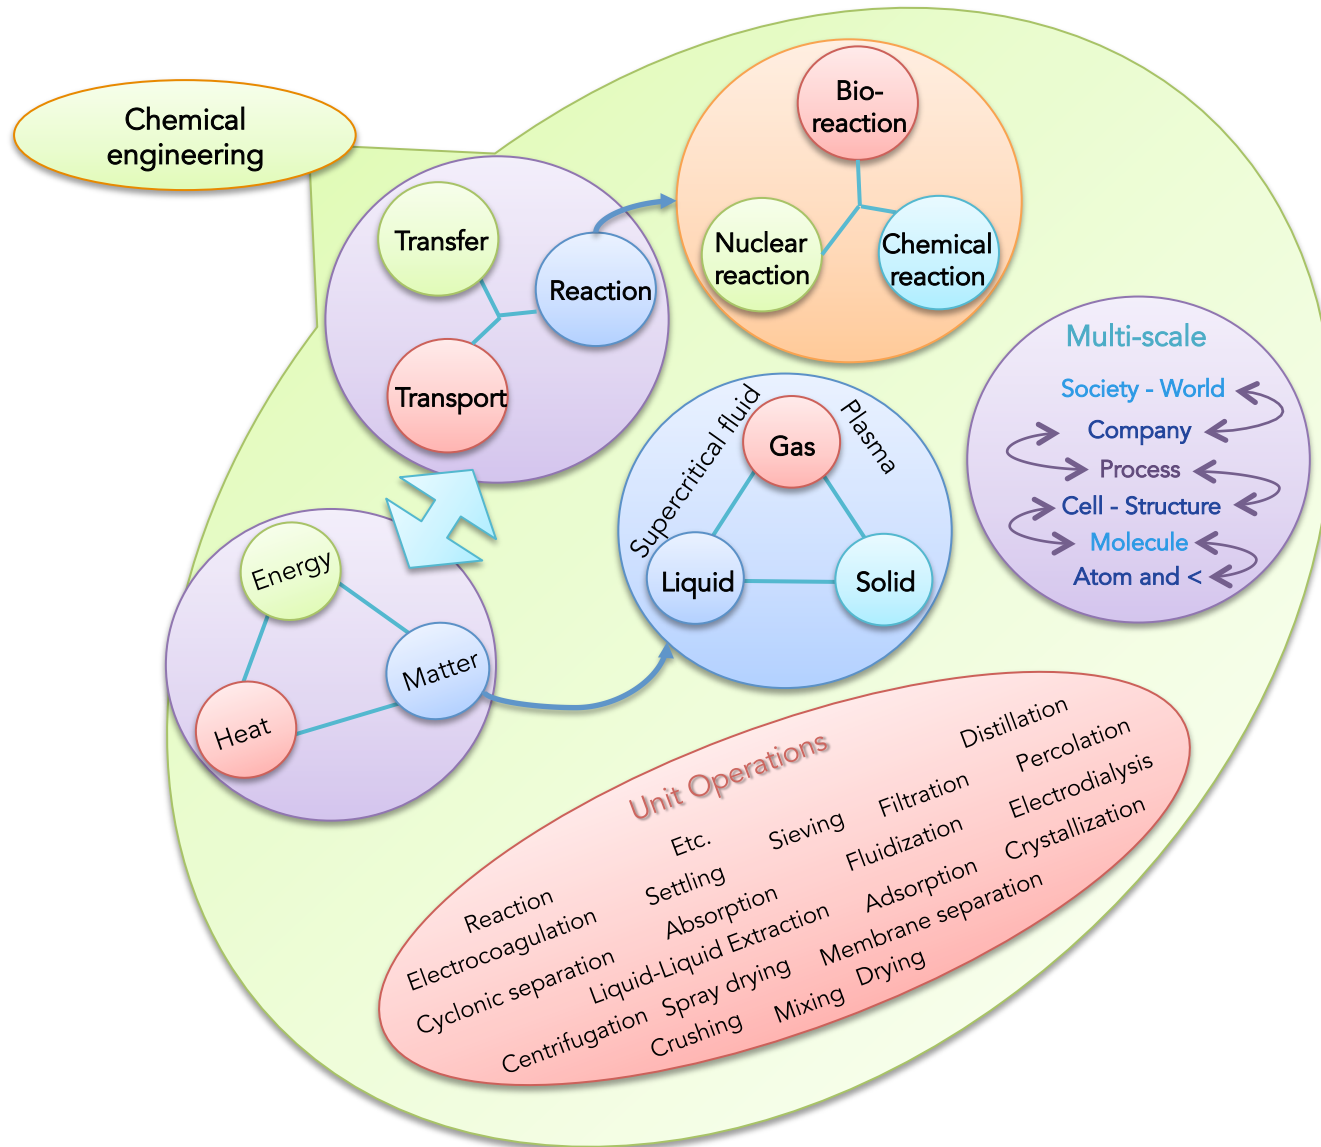 Chemical
engineering
Transfer
Reaction
Transport
Bio-
reaction
Nuclear
reaction
Chemical
reaction
Energy
Matter
Heat
Supercritical fluid
Plasma
Gas
Liquid
Solid
Multi-scale
Society - World
Company
Process
Cell - Structure
Molecule
Atom and <
Unit Operations
Distillation
Percolation
Etc.
Sieving
Filtration
Electrodialysis
Reaction
Settling
Fluidization
Crystallization
Electrocoagulation
Absorption
Adsorption
Cyclonic separation
Liquid-Liquid Extraction
Membrane separation
Centrifugation
Spray drying
Drying
Crushing
Mixing